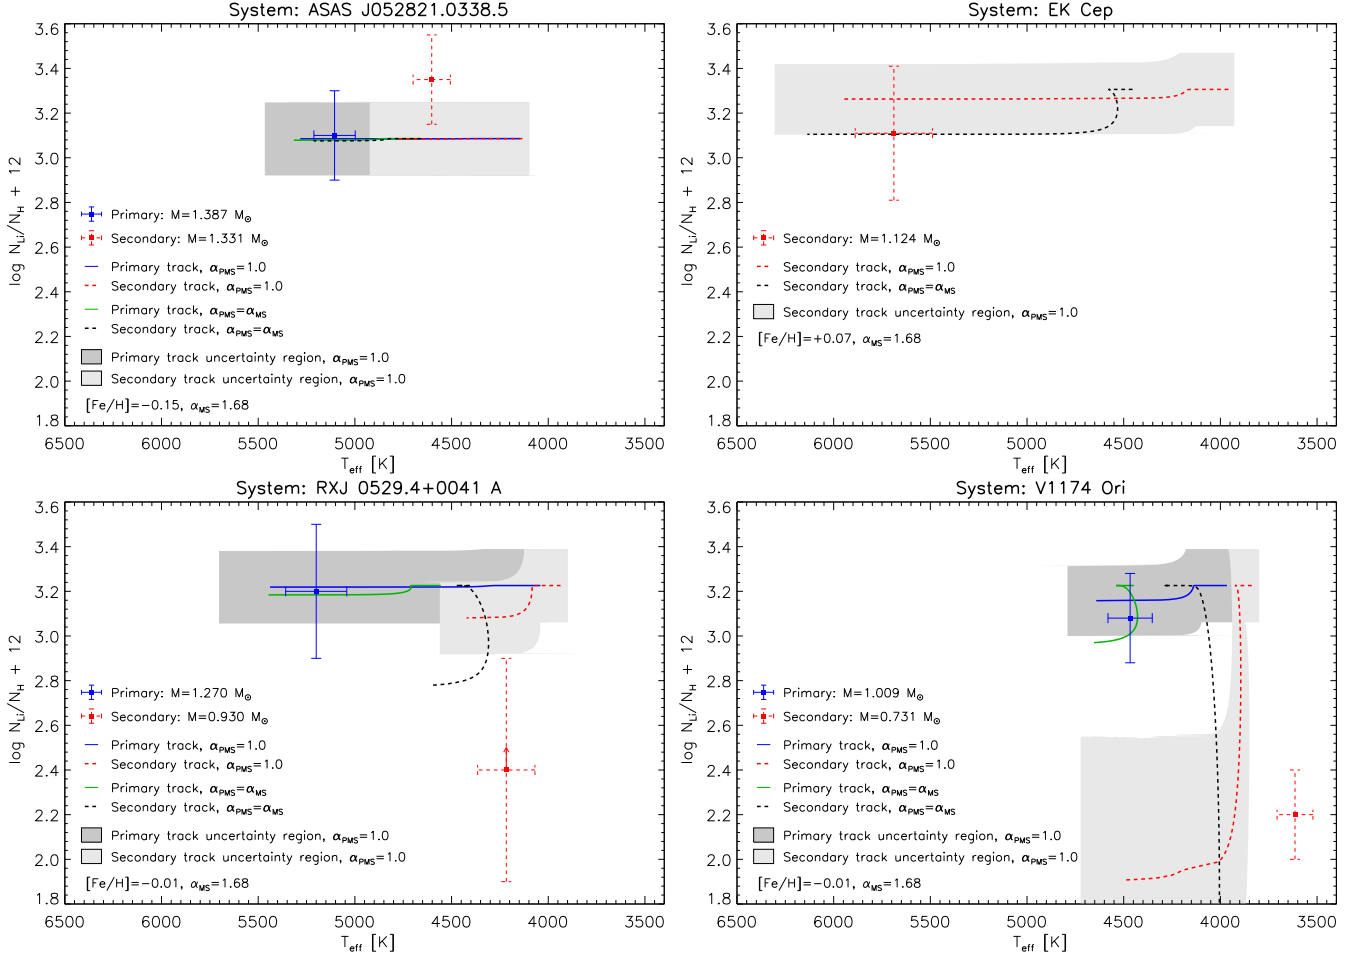 System: ASAS J052821.0338.5
3.6
3.4
3.2
3.0
2.8
2.6
2.4
2.2
2.0
1.8
log N_Li/N_H + 12
Primary: M=1.387 M⊙
Secondary: M=1.331 M⊙
Primary track, α_PMS=1.0
Secondary track, α_PMS=1.0
Primary track, α_PMS=α_MS
Secondary track, α_PMS=α_MS
Primary track uncertainty region, α_PMS=1.0
Secondary track uncertainty region, α_PMS=1.0
[Fe/H]=−0.15, α_MS=1.68
6500 6000 5500 5000 4500 4000 3500
T_eff [K]
System: EK Cep
3.6
3.4
3.2
3.0
2.8
2.6
2.4
2.2
2.0
1.8
log N_Li/N_H + 12
Secondary: M=1.124 M⊙
Secondary track, α_PMS=1.0
Secondary track, α_PMS=α_MS
Secondary track uncertainty region, α_PMS=1.0
[Fe/H]=+0.07, α_MS=1.68
6500 6000 5500 5000 4500 4000 3500
T_eff [K]
System: RXJ 0529.4+0041 A
3.6
3.4
3.2
3.0
2.8
2.6
2.4
2.2
2.0
1.8
log N_Li/N_H + 12
Primary: M=1.270 M⊙
Secondary: M=0.930 M⊙
Primary track, α_PMS=1.0
Secondary track, α_PMS=1.0
Primary track, α_PMS=α_MS
Secondary track, α_PMS=α_MS
Primary track uncertainty region, α_PMS=1.0
Secondary track uncertainty region, α_PMS=1.0
[Fe/H]=−0.01, α_MS=1.68
6500 6000 5500 5000 4500 4000 3500
T_eff [K]
System: V1174 Ori
3.6
3.4
3.2
3.0
2.8
2.6
2.4
2.2
2.0
1.8
log N_Li/N_H + 12
Primary: M=1.009 M⊙
Secondary: M=0.731 M⊙
Primary track, α_PMS=1.0
Secondary track, α_PMS=1.0
Primary track, α_PMS=α_MS
Secondary track, α_PMS=α_MS
Primary track uncertainty region, α_PMS=1.0
Secondary track uncertainty region, α_PMS=1.0
[Fe/H]=−0.01, α_MS=1.68
6500 6000 5500 5000 4500 4000 3500
T_eff [K]